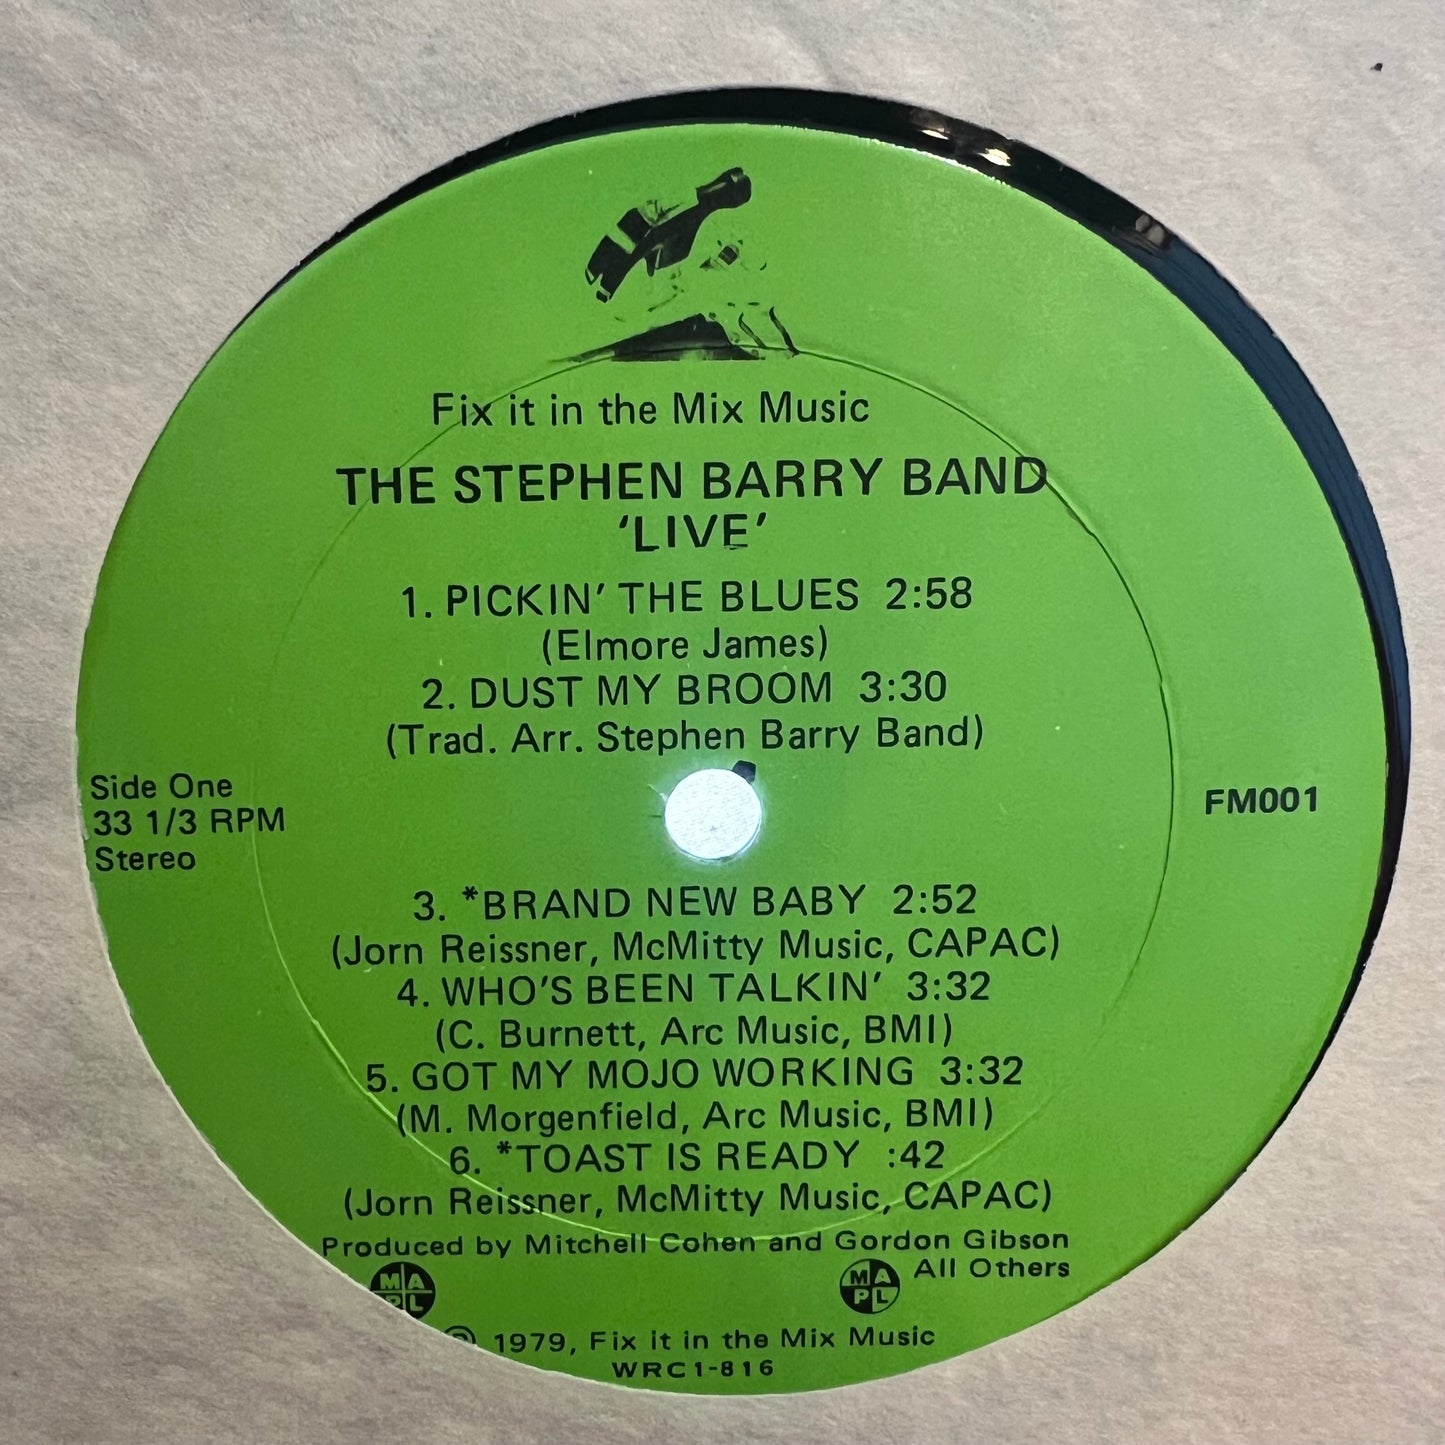 Fix it in the Mix Music
THE STEPHEN BARRY BAND
'LIVE'
1. PICKIN' THE BLUES 2:58
(Elmore James)
2. DUST MY BROOM 3:30
(Trad. Arr. Stephen Barry Band)
Side One
33 1/3 RPM
Stereo
FM001
3. *BRAND NEW BABY 2:52
(Jorn Reissner, McMitty Music, CAPAC)
4. WHO'S BEEN TALKIN' 3:32
(C. Burnett, Arc Music, BMI)
5. GOT MY MOJO WORKING 3:32
(M. Morgenfield, Arc Music, BMI)
6. *TOAST IS READY :42
(Jorn Reissner, McMitty Music, CAPAC)
Produced by Mitchell Cohen and Gordon Gibson
MA
PL
MA
PL
All Others
℗ 1979, Fix it in the Mix Music
WRC1-816